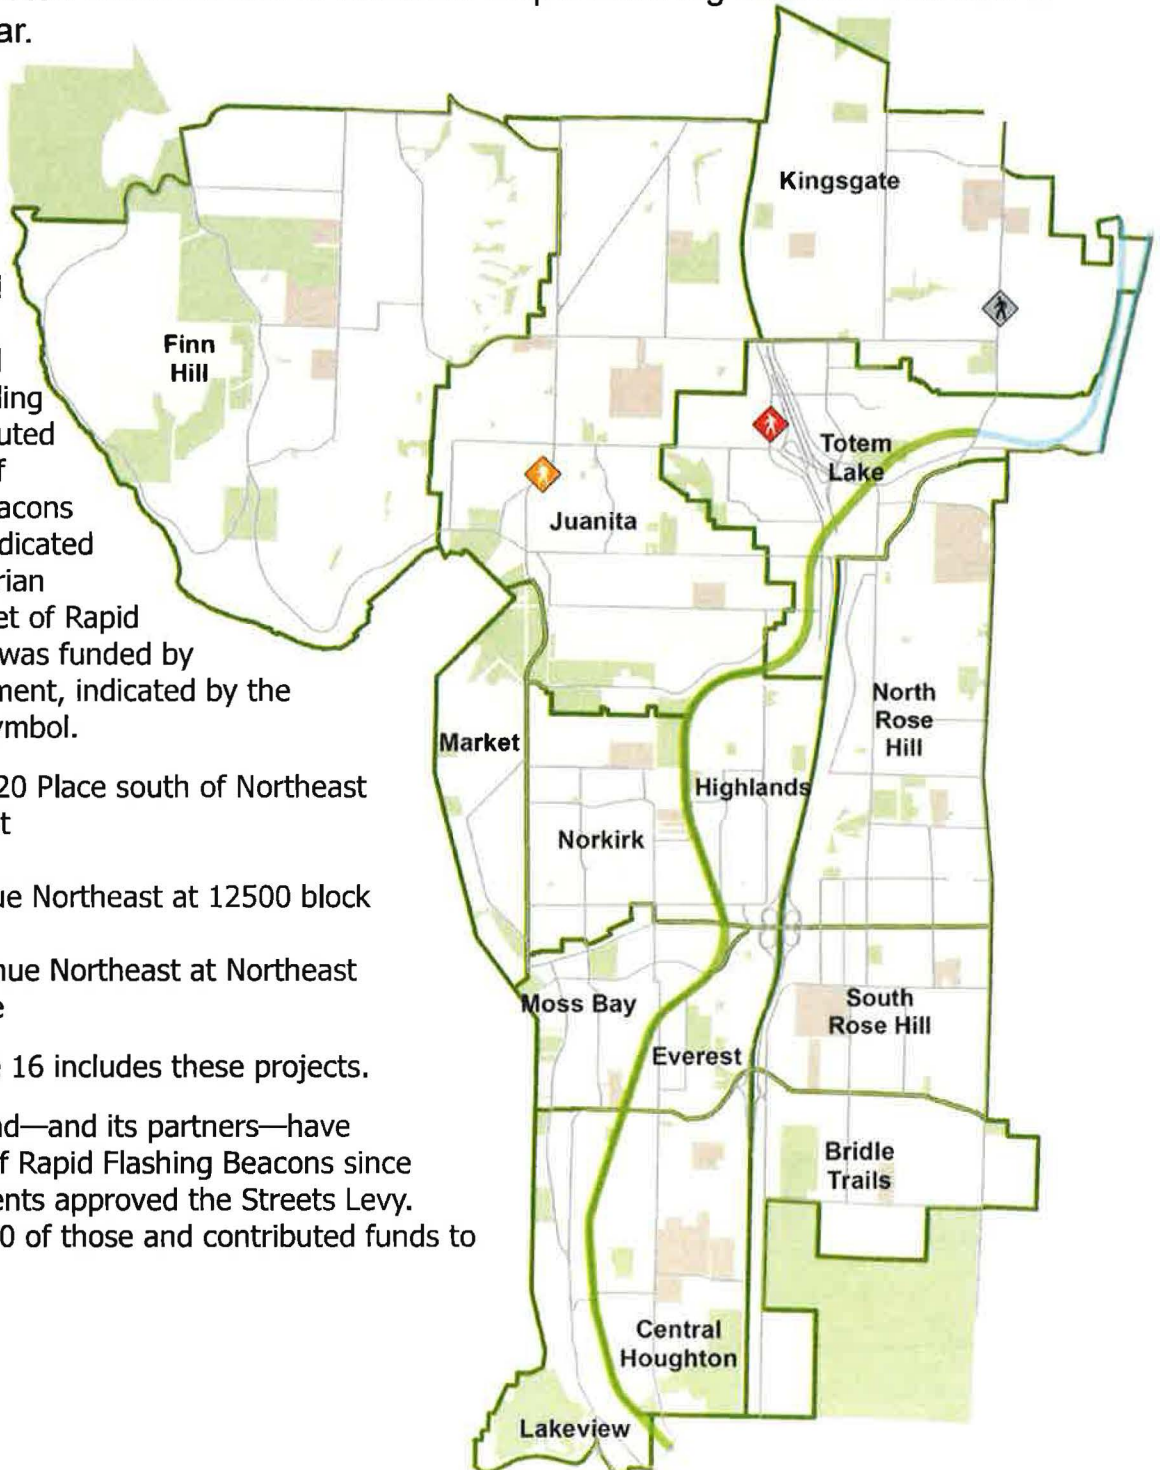 ar.
uted
acons
dicated
rian
et of Rapid
was funded by
ment, indicated by the
ymbol.
20 Place south of Northeast
t
ue Northeast at 12500 block
nue Northeast at Northeast
e
16 includes these projects.
nd—and its partners—have
f Rapid Flashing Beacons since
ents approved the Streets Levy.
0 of those and contributed funds to
Kingsgate
Finn
Hill
Totem
Lake
Juanita
North
Rose
Hill
Market
Highlands
Norkirk
Moss Bay
South
Rose Hill
Everest
Bridle
Trails
Central
Houghton
Lakeview